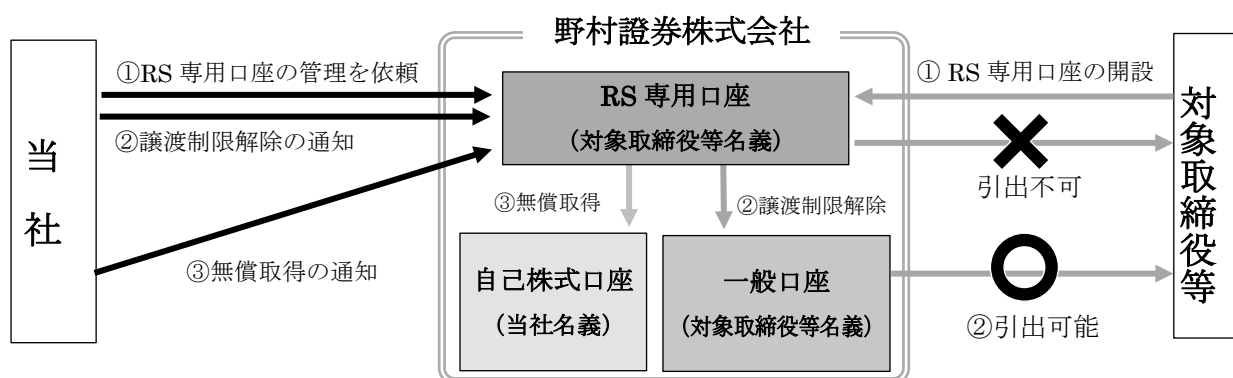 野村證券株式会社
当社
①RS 専用口座の管理を依頼
②譲渡制限解除の通知
③無償取得の通知
RS 専用口座
(対象取締役等名義)
③無償取得
②譲渡制限解除
自己株式口座
(当社名義)
一般口座
(対象取締役等名義)
① RS 専用口座の開設
引出不可
②引出可能
対象取締役等